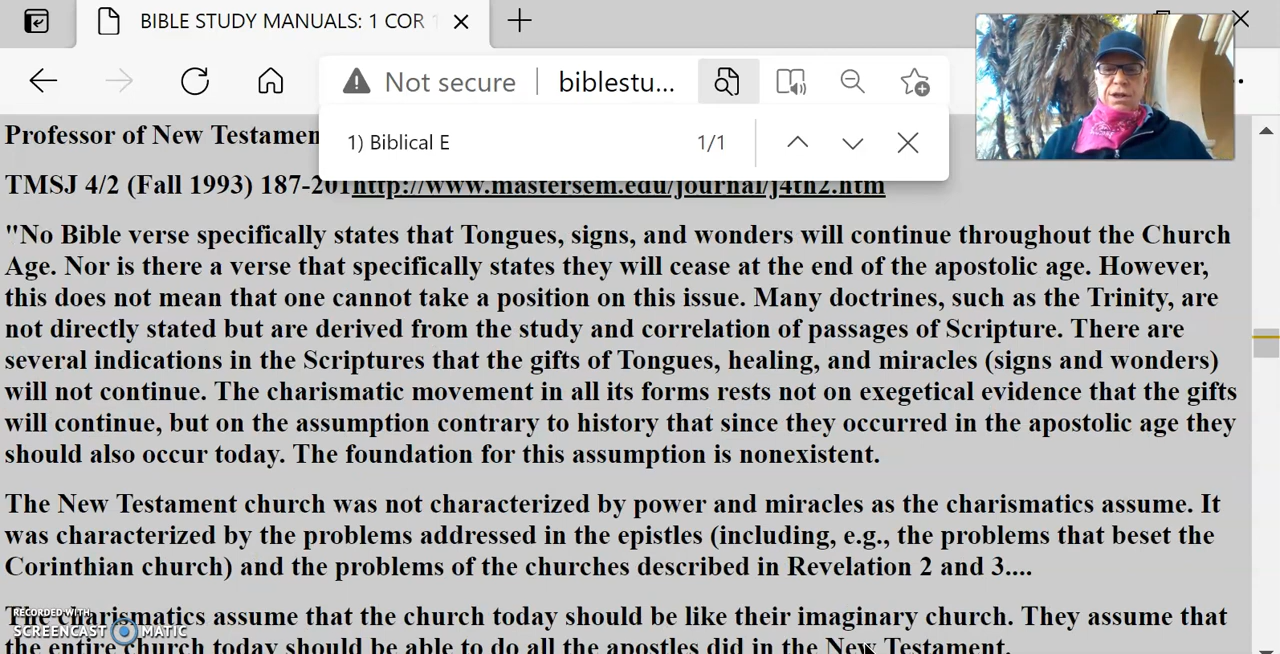 BIBLE STUDY MANUALS: 1 COR 1
Not secure
biblestu...
1) Biblical E
1/1
Professor of New Testamen
TMSJ 4/2 (Fall 1993) 187-201http://www.mastersem.edu/journal/j4th2.htm
"No Bible verse specifically states that Tongues, signs, and wonders will continue throughout the Church
Age. Nor is there a verse that specifically states they will cease at the end of the apostolic age. However,
this does not mean that one cannot take a position on this issue. Many doctrines, such as the Trinity, are
not directly stated but are derived from the study and correlation of passages of Scripture. There are
several indications in the Scriptures that the gifts of Tongues, healing, and miracles (signs and wonders)
will not continue. The charismatic movement in all its forms rests not on exegetical evidence that the gifts
will continue, but on the assumption contrary to history that since they occurred in the apostolic age they
should also occur today. The foundation for this assumption is nonexistent.
The New Testament church was not characterized by power and miracles as the charismatics assume. It
was characterized by the problems addressed in the epistles (including, e.g., the problems that beset the
Corinthian church) and the problems of the churches described in Revelation 2 and 3....
The charismatics assume that the church today should be like their imaginary church. They assume that
the entire church today should be able to do all the apostles did in the New Testament.
RECORDED WITH
SCREENCAST MATIC